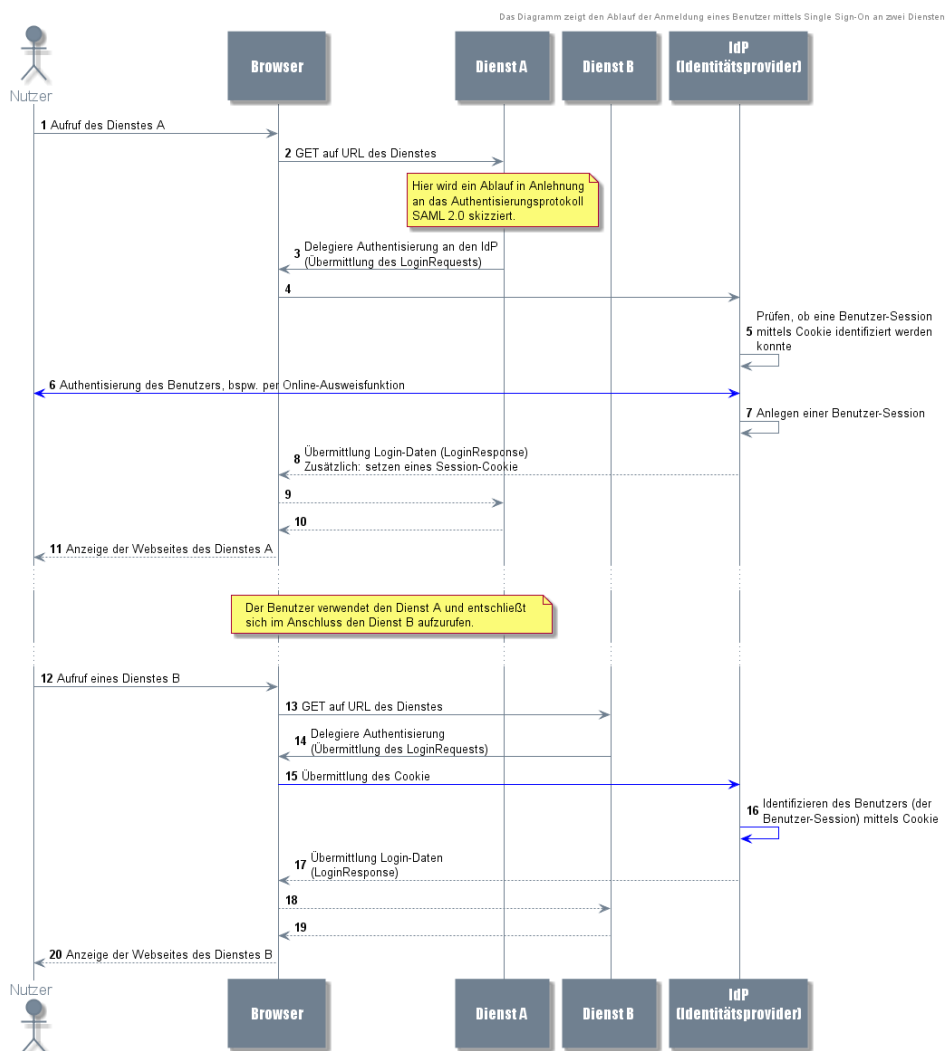 Das Diagramm zeigt den Ablauf der Anmeldung eines Benutzer mittels Single Sign-On an zwei Diensten
Nutzer
Browser
Dienst A
Dienst B
IdP
(Identitätsprovider)
1 Aufruf des Dienstes A
2 GET auf URL des Dienstes
Hier wird ein Ablauf in Anlehnung
an das Authentisierungsprotokoll
SAML 2.0 skizziert.
3 Delegiere Authentisierung an den IdP
(Übermittlung des LoginRequests)
4
5 Prüfen, ob eine Benutzer-Session
mittels Cookie identifiziert werden
konnte
6 Authentisierung des Benutzers, bspw. per Online-Ausweisfunktion
7 Anlegen einer Benutzer-Session
8 Übermittlung Login-Daten (LoginResponse)
Zusätzlich: setzen eines Session-Cookie
9
10
11 Anzeige der Webseites des Dienstes A
Der Benutzer verwendet den Dienst A und entschließt
sich im Anschluss den Dienst B aufzurufen.
12 Aufruf eines Dienstes B
13 GET auf URL des Dienstes
14 Delegiere Authentisierung
(Übermittlung des LoginRequests)
15 Übermittlung des Cookie
16 Identifizieren des Benutzers (der
Benutzer-Session) mittels Cookie
17 Übermittlung Login-Daten
(LoginResponse)
18
19
20 Anzeige der Webseites des Dienstes B
Nutzer
Browser
Dienst A
Dienst B
IdP
(Identitätsprovider)